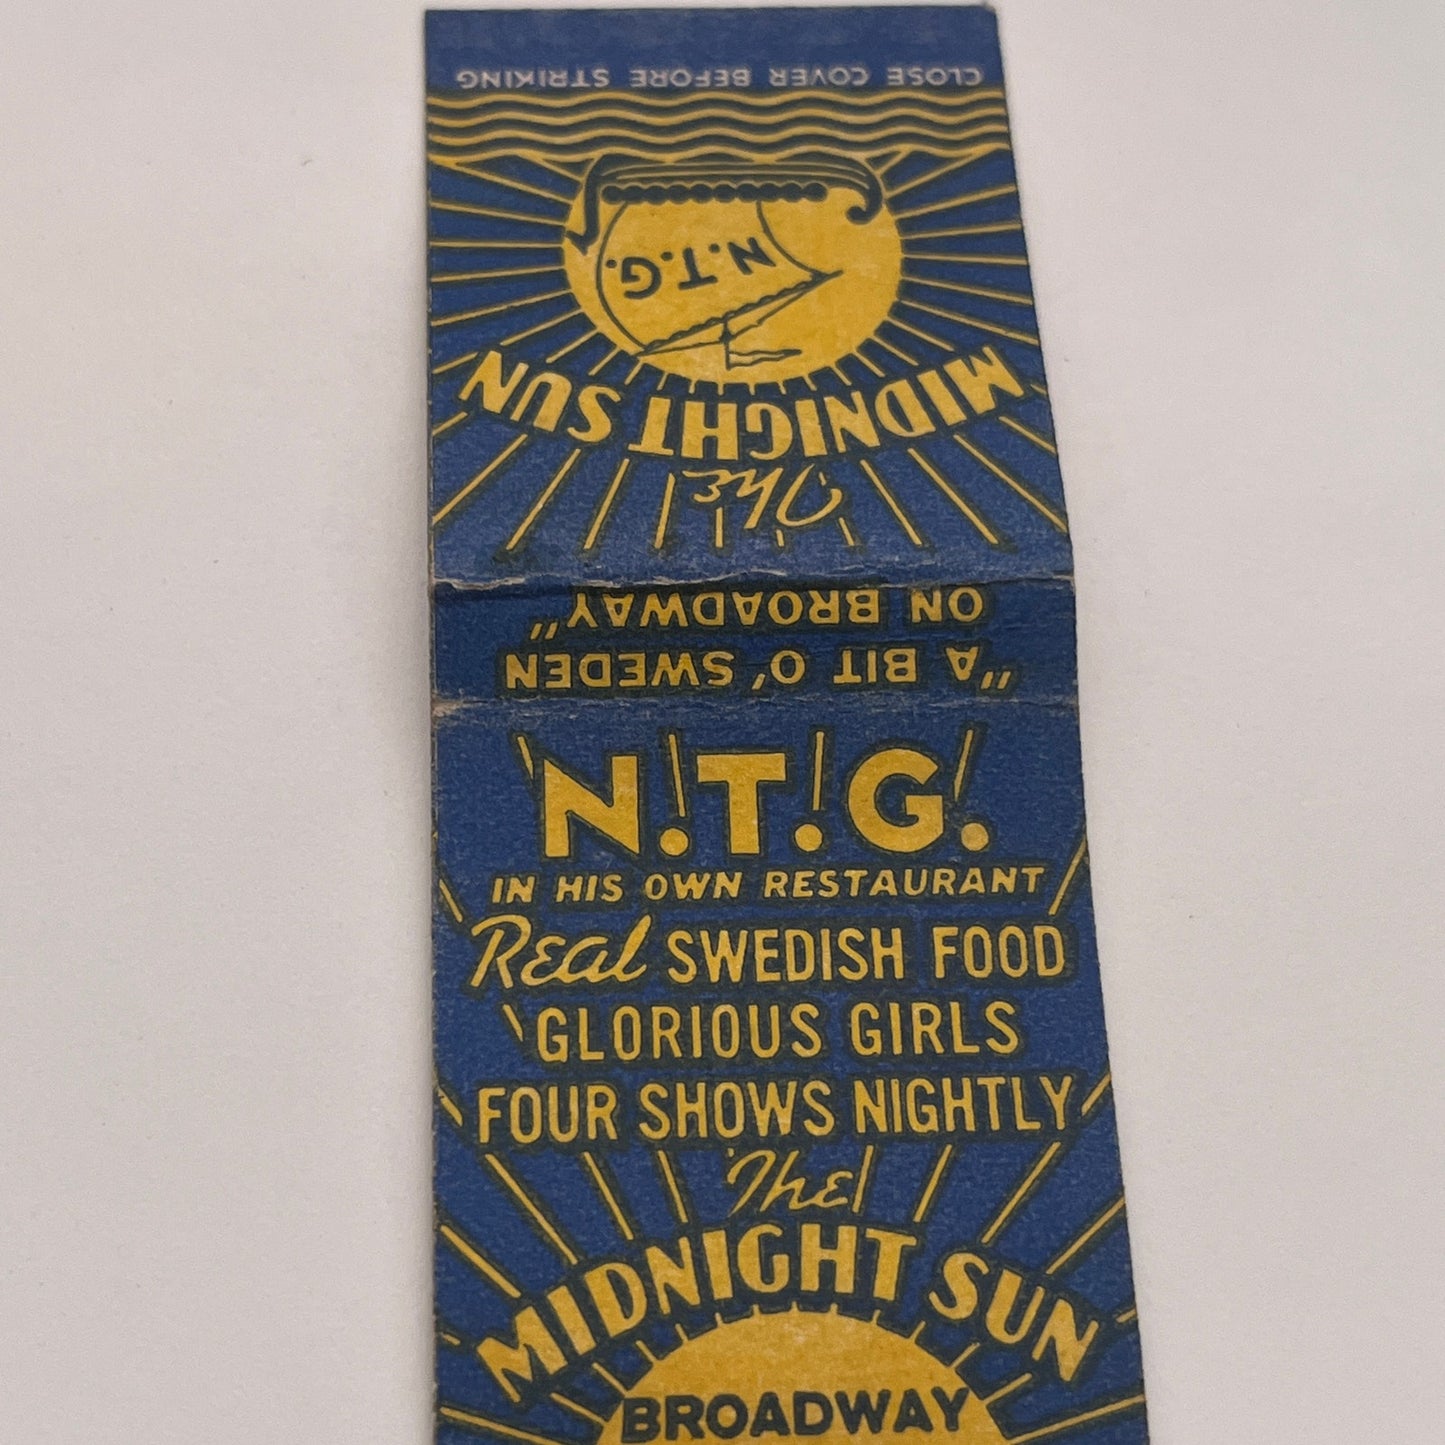 CLOSE COVER BEFORE STRIKING
N.T.G.
The
MIDNIGHT SUN
"A BIT O' SWEDEN
ON BROADWAY"
N.T.G.
IN HIS OWN RESTAURANT
Real SWEDISH FOOD
GLORIOUS GIRLS
FOUR SHOWS NIGHTLY
The
MIDNIGHT SUN
BROADWAY